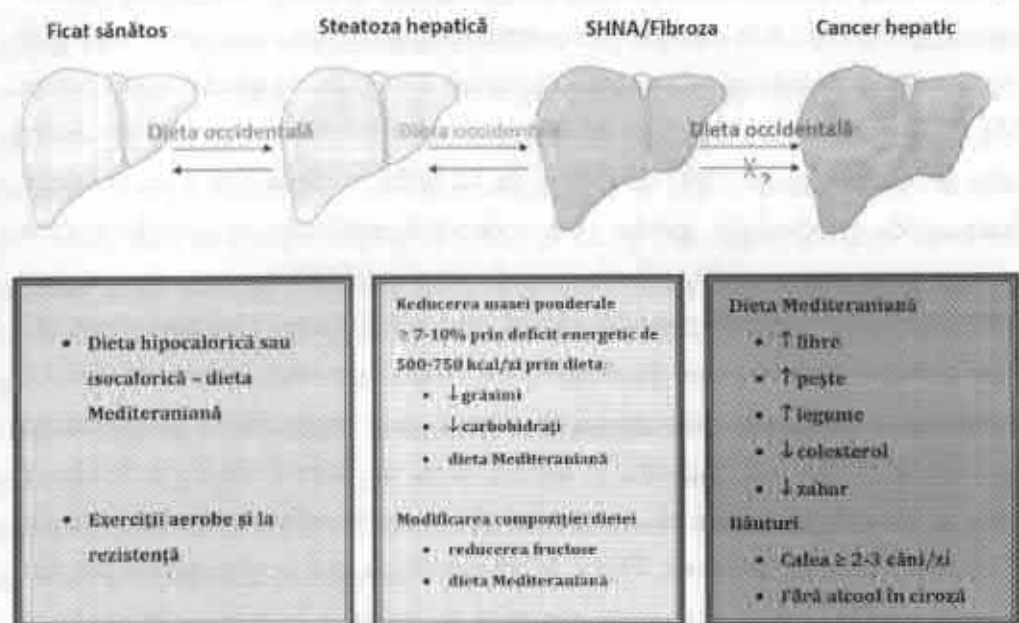 Ficat sănătos
Steatoza hepatică
SHNA/Fibroza
Cancer hepatic
Dieta occidentală
Dieta occidentală
Dieta occidentală
X ?
• Dieta hipocalorică sau
isocalorică – dieta
Mediteraniană
• Exerciții aerobe și la
rezistență
Reducerea masei ponderale
≥ 7-10% prin deficit energetic de
500-750 kcal/zi prin dieta:
• ↓grăsimi
• ↓carbohidrați
• dieta Mediteraniană
Modificarea compoziției dietei
• reducerea fructose
• dieta Mediteraniană
Dieta Mediteraniană
• ↑ fibre
• ↑ pește
• ↑ legume
• ↓ colesterol
• ↓ zahar
Băuturi
• Cafea ≥ 2-3 căni/zi
• Fără alcool în ciroză